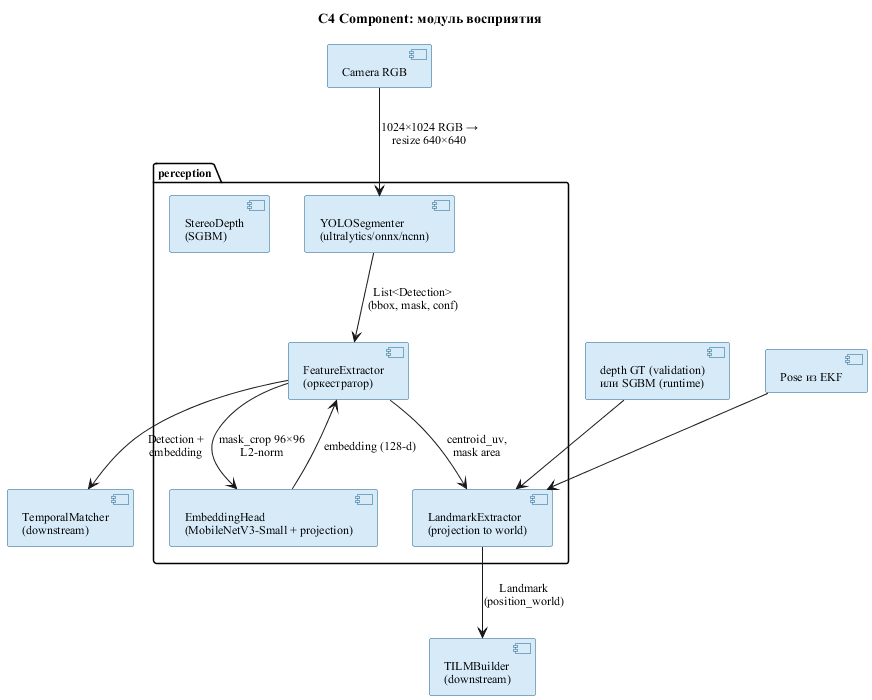 C4 Component: модуль восприятия
Camera RGB
1024×1024 RGB →
resize 640×640
perception
StereoDepth
(SGBM)
YOLOSegmenter
(ultralytics/onnx/ncnn)
List<Detection>
(bbox, mask, conf)
FeatureExtractor
(оркестратор)
depth GT (validation)
или SGBM (runtime)
Pose из EKF
Detection +
embedding
mask_crop 96×96
L2-norm
embedding (128-d)
centroid_uv,
mask area
TemporalMatcher
(downstream)
EmbeddingHead
(MobileNetV3-Small + projection)
LandmarkExtractor
(projection to world)
Landmark
(position_world)
TILMBuilder
(downstream)